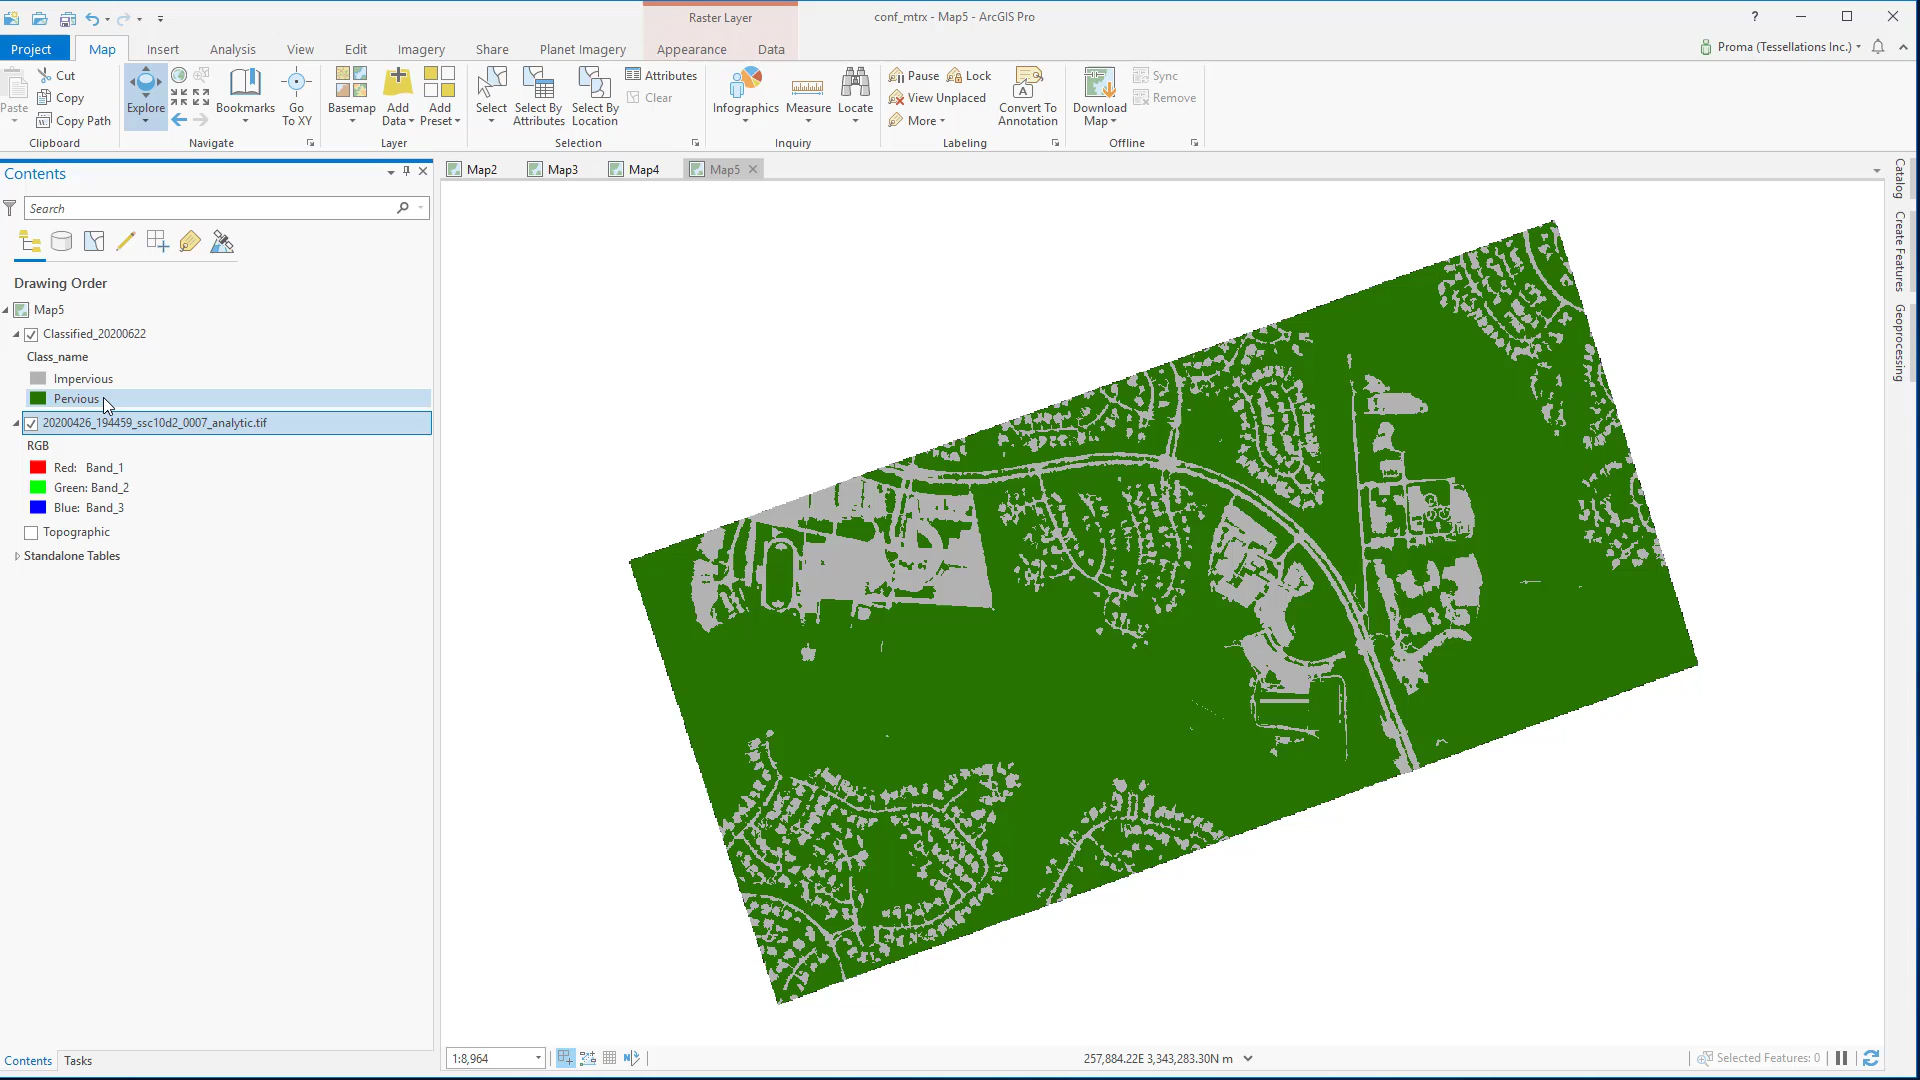 Raster Layer
conf_mtrx - Map5 - ArcGIS Pro
?
Project
Map
Insert
Analysis
View
Edit
Imagery
Share
Planet Imagery
Appearance
Data
Proma (Tessellations Inc.)
Paste
Cut
Copy
Copy Path
Clipboard
Explore
Bookmarks
Go
To XY
Navigate
Basemap
Add
Data
Add
Preset
Layer
Select
Select By
Attributes
Select By
Location
Attributes
Clear
Selection
Infographics
Measure
Locate
Inquiry
Pause
Lock
View Unplaced
More
Convert To
Annotation
Labeling
Download
Map
Sync
Remove
Offline
Contents
Search
Drawing Order
Map5
Classified_20200622
Class_name
Impervious
Pervious
20200426_194459_ssc10d2_0007_analytic.tif
RGB
Red: Band_1
Green: Band_2
Blue: Band_3
Topographic
Standalone Tables
Contents
Tasks
Map2
Map3
Map4
Map5
Catalog
Create Features
Geoprocessing
1:8,964
257,884.22E 3,343,283.30N m
Selected Features: 0